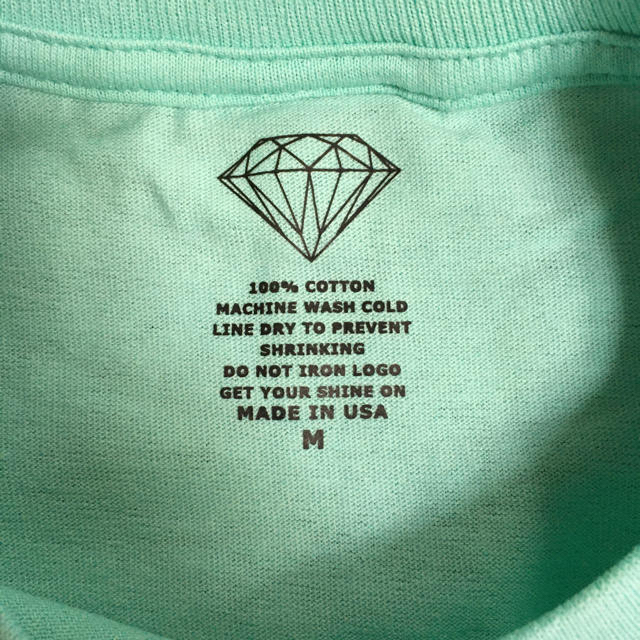 100% COTTON
MACHINE WASH COLD
LINE DRY TO PREVENT
SHRINKING
DO NOT IRON LOGO
GET YOUR SHINE ON
MADE IN USA
M